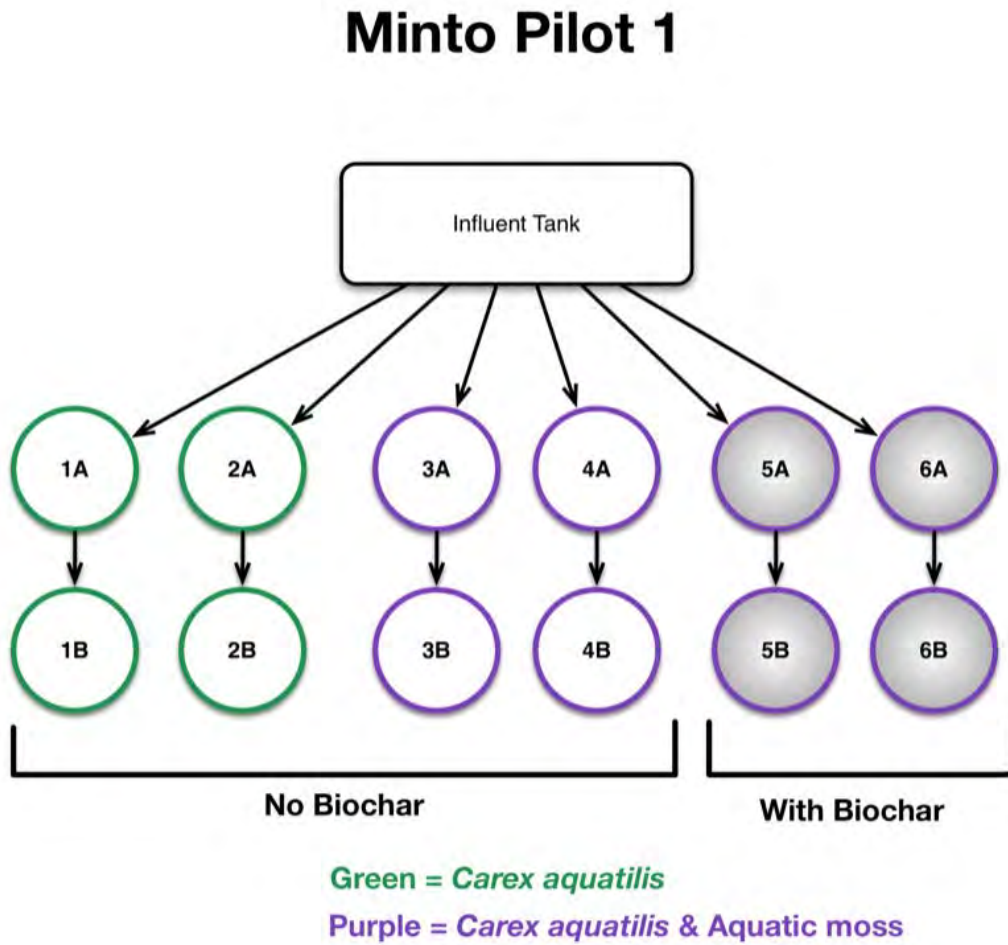 Minto Pilot 1
Influent Tank
1A 2A 3A 4A 5A 6A
1B 2B 3B 4B 5B 6B
No Biochar With Biochar
Green = Carex aquatilis
Purple = Carex aquatilis & Aquatic moss